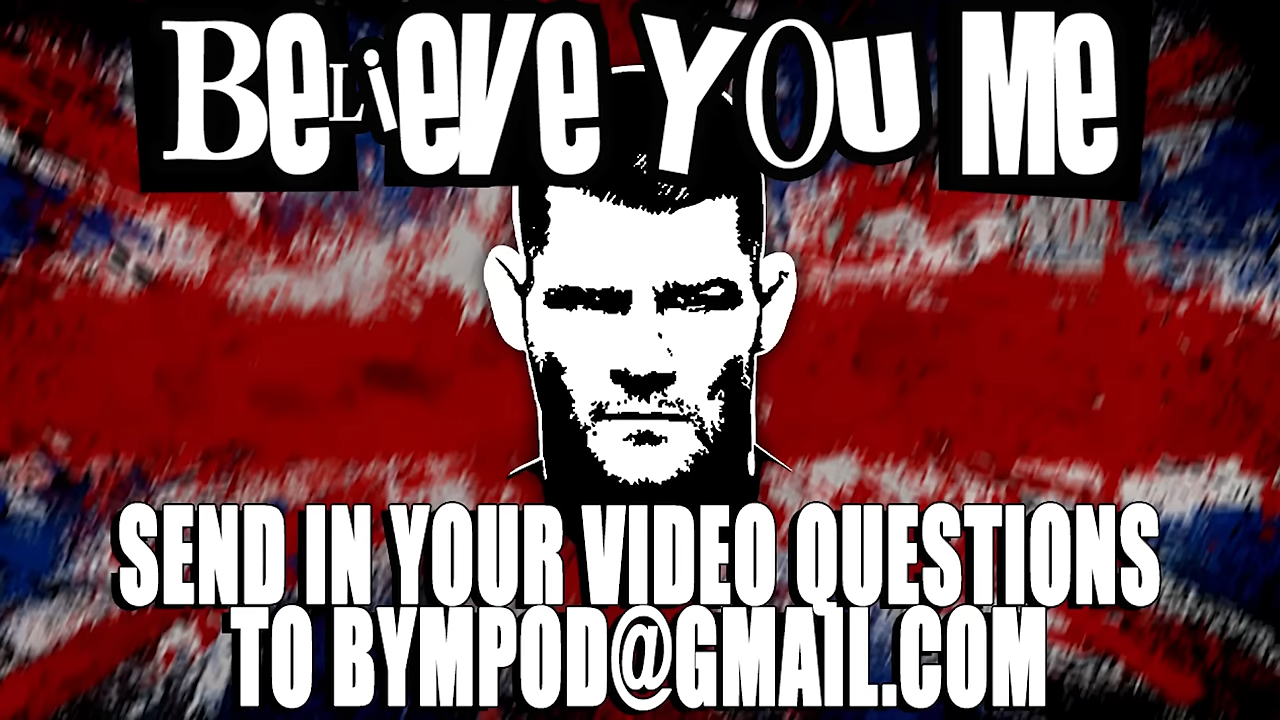 BeLieVe YOu Me
SEND IN YOUR VIDEO QUESTIONS
TO BYMPOD@GMAIL.COM